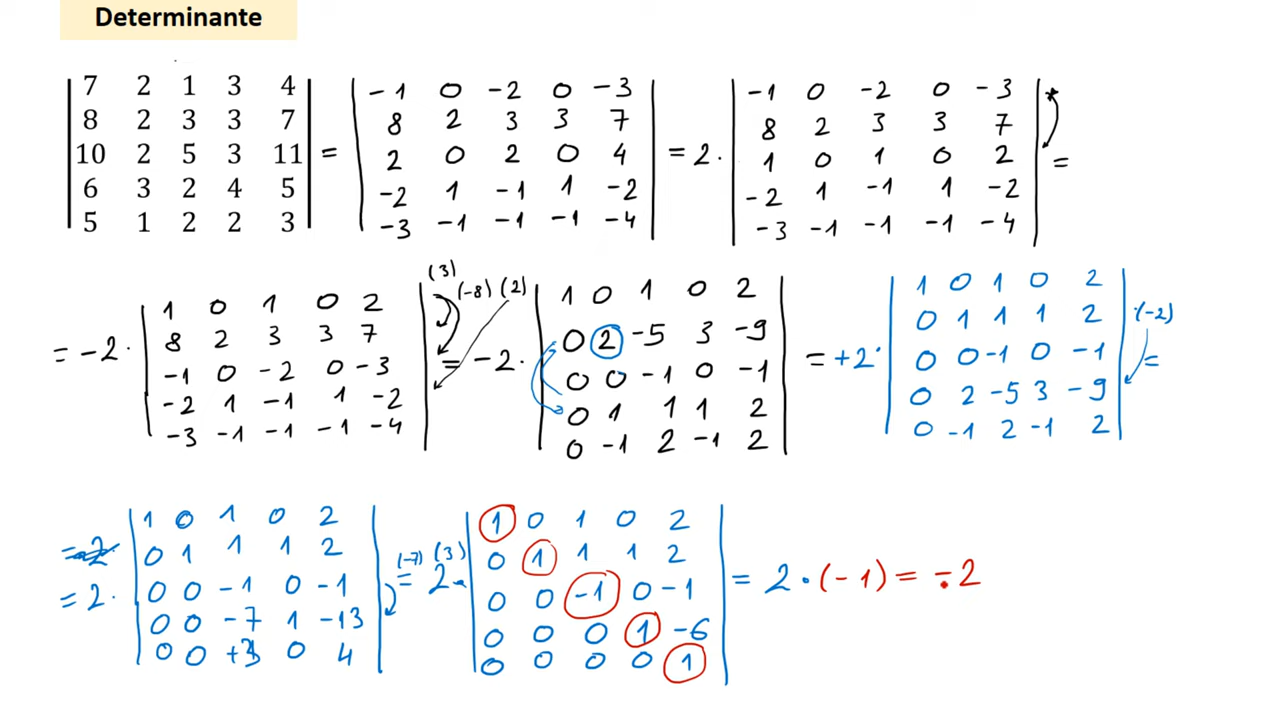 Determinante
| 7 2 1 3 4 | = | -1 0 -2 0 -3 | = 2· | -1 0 -2 0 -3 |
| 8 2 3 3 7 | | 8 2 3 3 7 | | 8 2 3 3 7 |
| 10 2 5 3 11 | | 2 0 2 0 4 | | 1 0 1 0 2 | =
| 6 3 2 4 5 | | -2 1 -1 1 -2 | | -2 1 -1 1 -2 |
| 5 1 2 2 3 | | -3 -1 -1 -1 -4 | | -3 -1 -1 -1 -4 |
(3) (-8) (2)
| 1 0 1 0 2 | | 1 0 1 0 2 | | 1 0 1 0 2 |
| 8 2 3 3 7 | | 0 2 -5 3 -9 | | 0 1 1 1 2 | ·(-2)
= -2· | -1 0 -2 0 -3 | = -2· | 0 0 -1 0 -1 | = +2· | 0 0 -1 0 -1 | =
| -2 1 -1 1 -2 | | 0 1 1 1 2 | | 0 2 -5 3 -9 |
| -3 -1 -1 -1 -4 | | 0 -1 2 -1 2 | | 0 -1 2 -1 2 |
| 1 0 1 0 2 | | 1 0 1 0 2 |
| 0 1 1 1 2 | (-7) (3) | 0 1 1 1 2 |
= 2· | 0 0 -1 0 -1 | = 2· | 0 0 -1 0 -1 | = 2·(-1) = -2
| 0 0 -7 1 -13 | | 0 0 0 1 -6 |
| 0 0 +3 0 4 | | 0 0 0 0 1 |